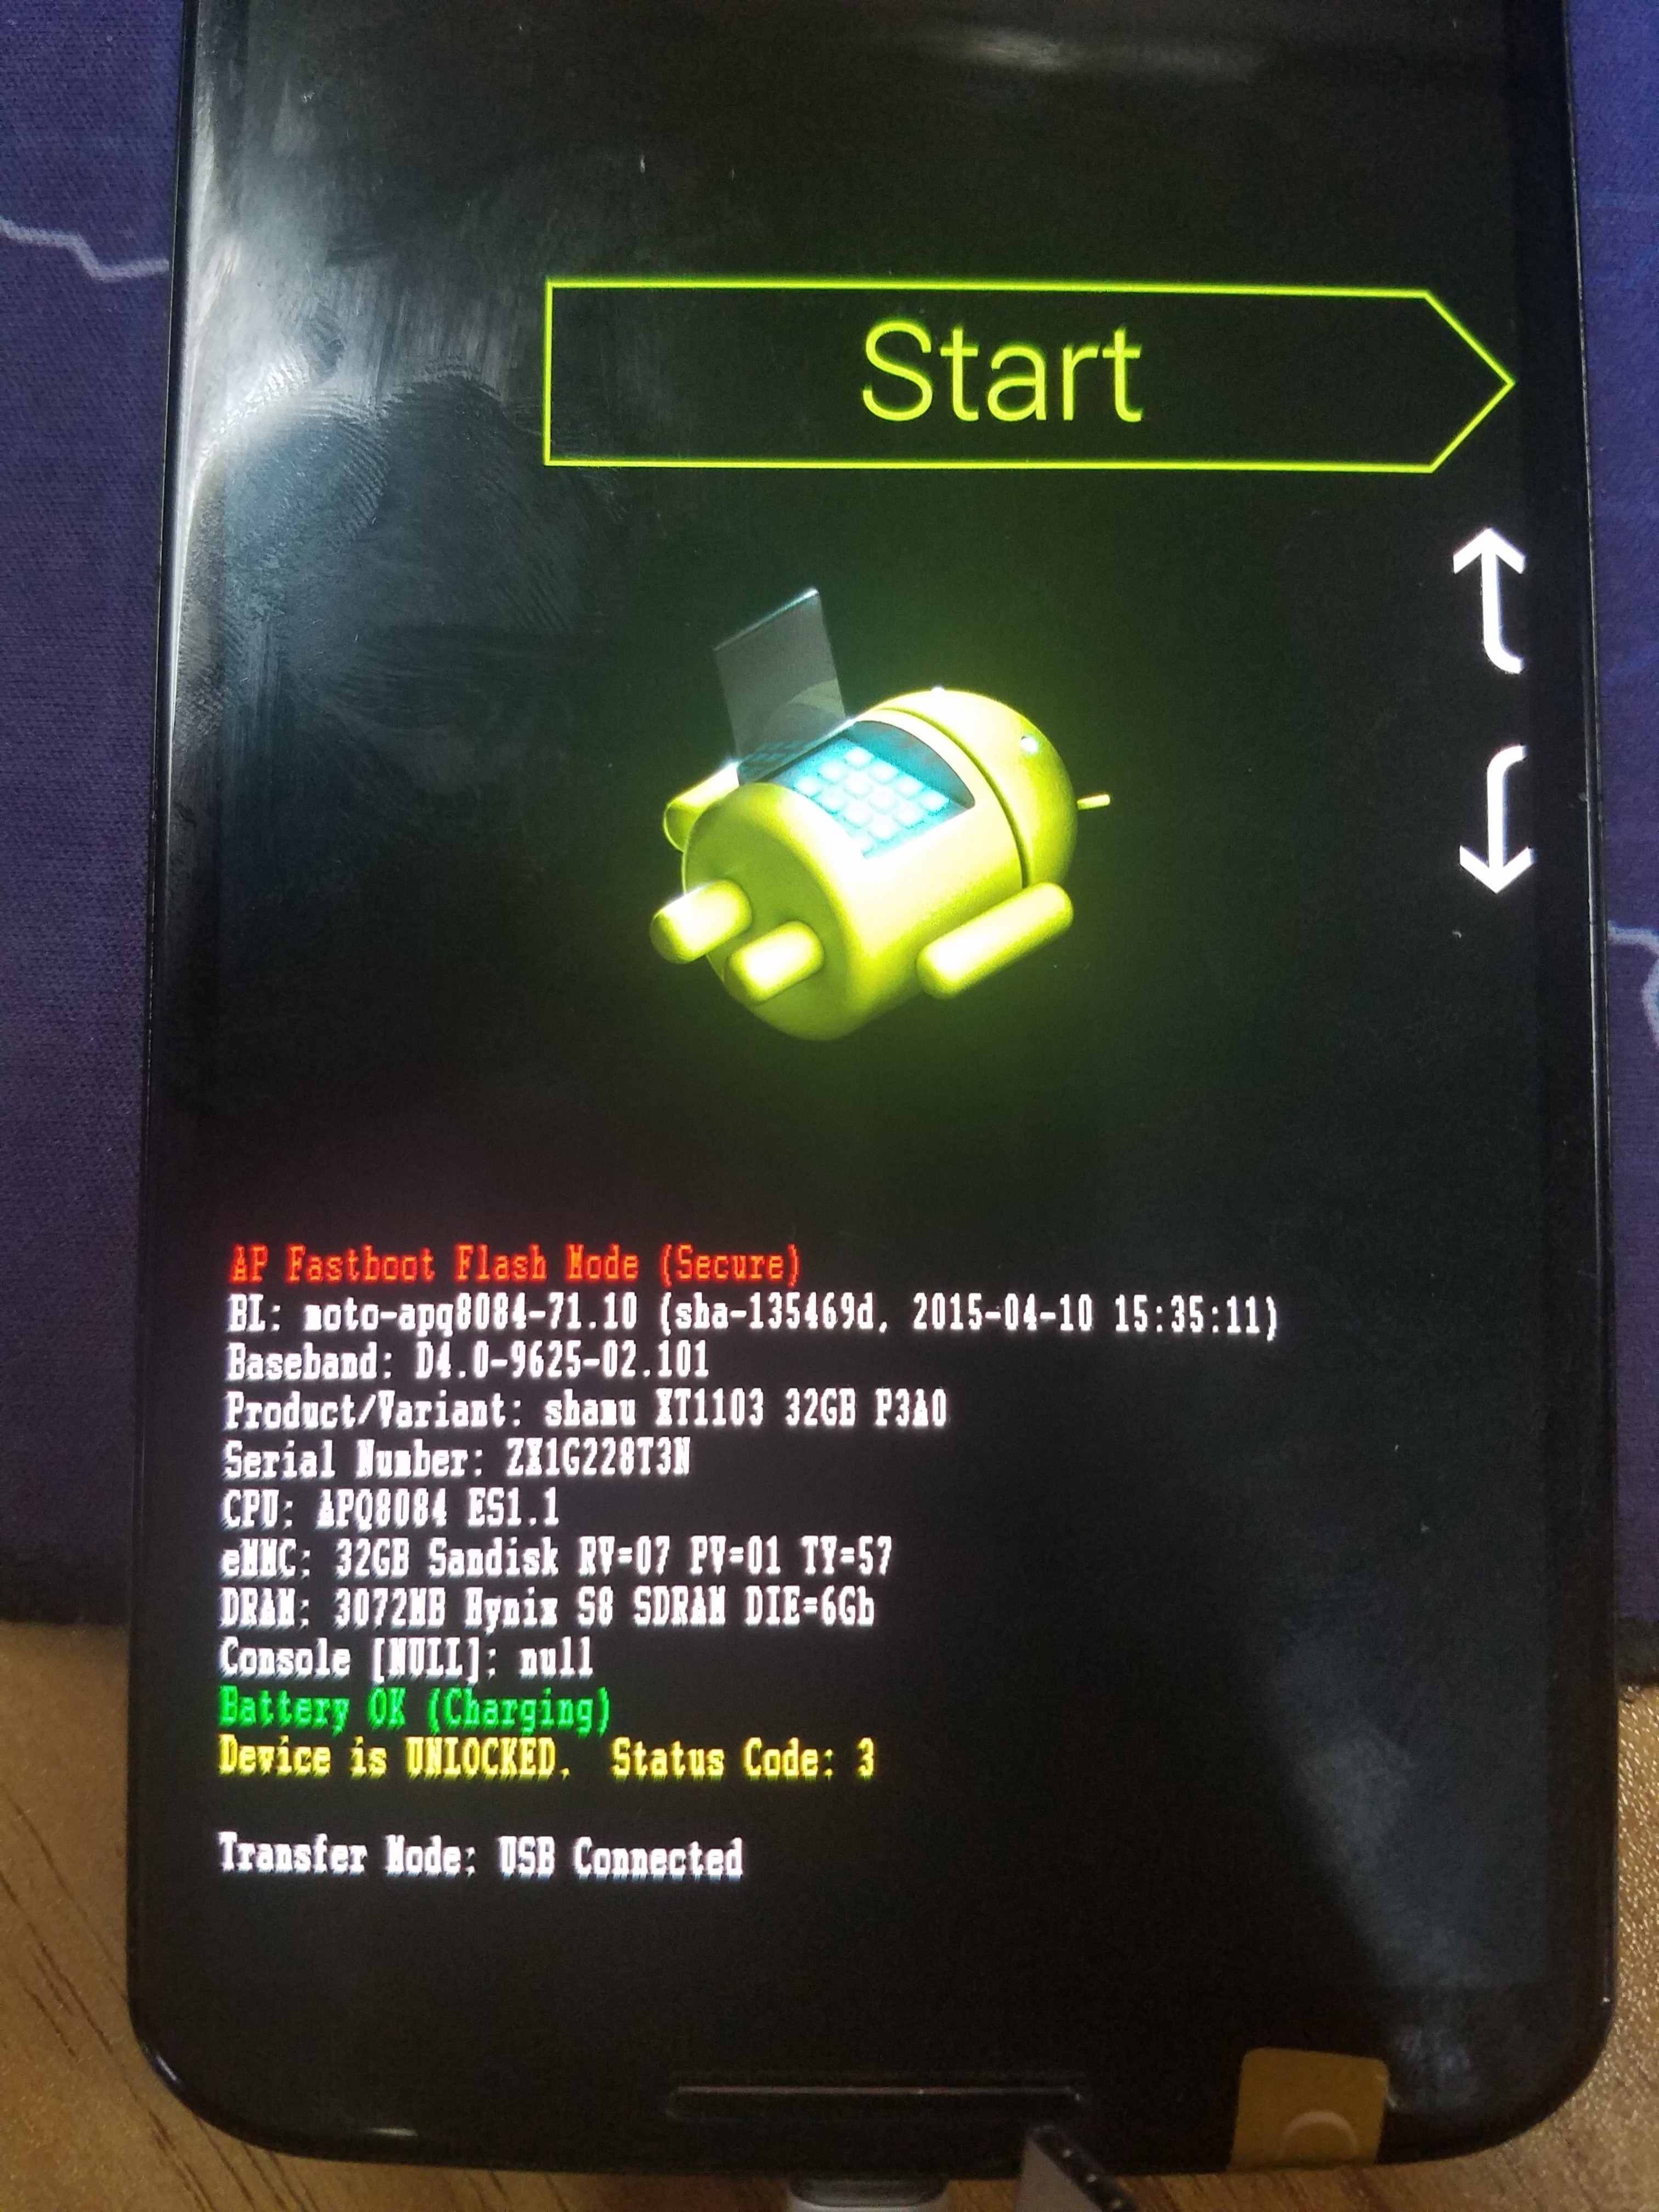 Start
AP Fastboot Flash Mode (Secure)
BL: moto-apq8084-71.10 (sha-135469d, 2015-04-10 15:35:11)
Baseband: D4.0-9625-02.101
Product/Variant: shamu XT1103 32GB P3A0
Serial Number: ZX1G228T3N
CPU: APQ8084 ES1.1
eMMC: 32GB Sandisk RV=07 PV=01 TY=57
DRAM: 3072MB Hynix S8 SDRAM DIE=6Gb
Console [NULL]: null
Battery OK (Charging)
Device is UNLOCKED. Status Code: 3
Transfer Mode: USB Connected